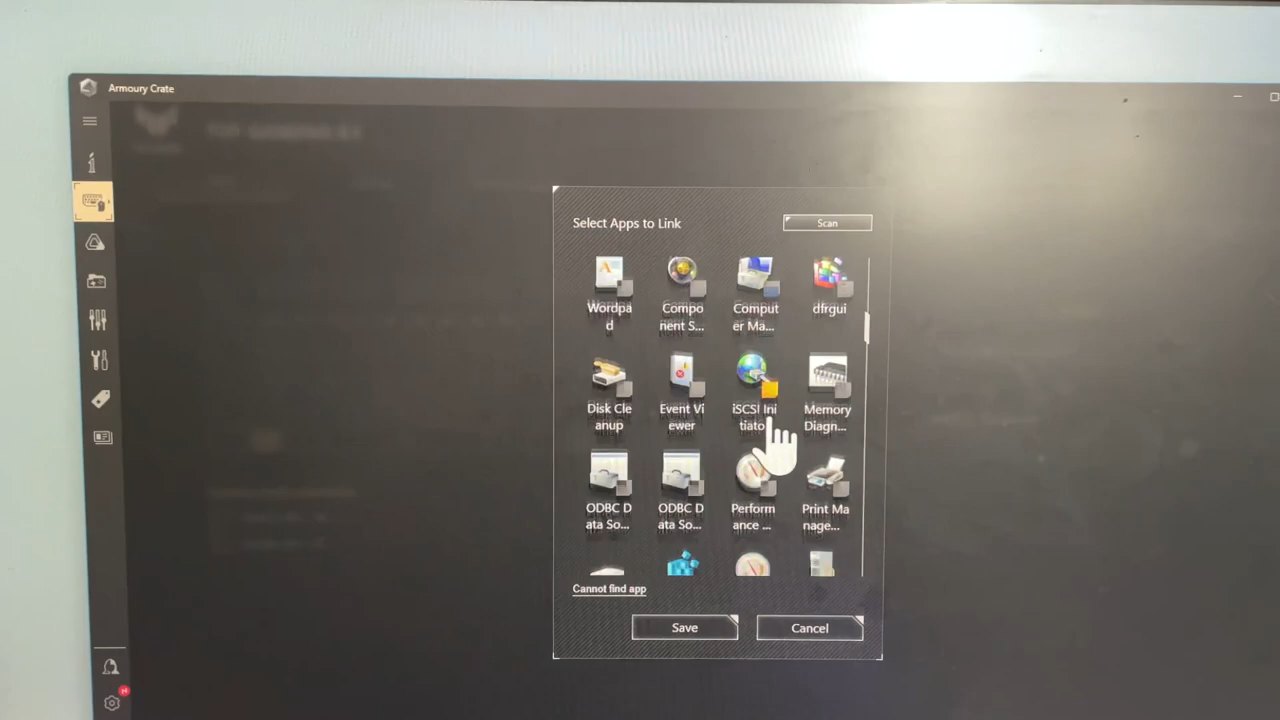 Armoury Crate
Select Apps to Link
Scan
Wordpa
d
Compo
nent S...
Comput
er Ma...
dfrgui
Disk Cle
anup
Event Vi
ewer
iSCSI Ini
tiato
Memory
Diagn...
ODBC D
ata So...
ODBC D
ata So...
Perform
ance ...
Print Ma
nage...
Cannot find app
Save
Cancel